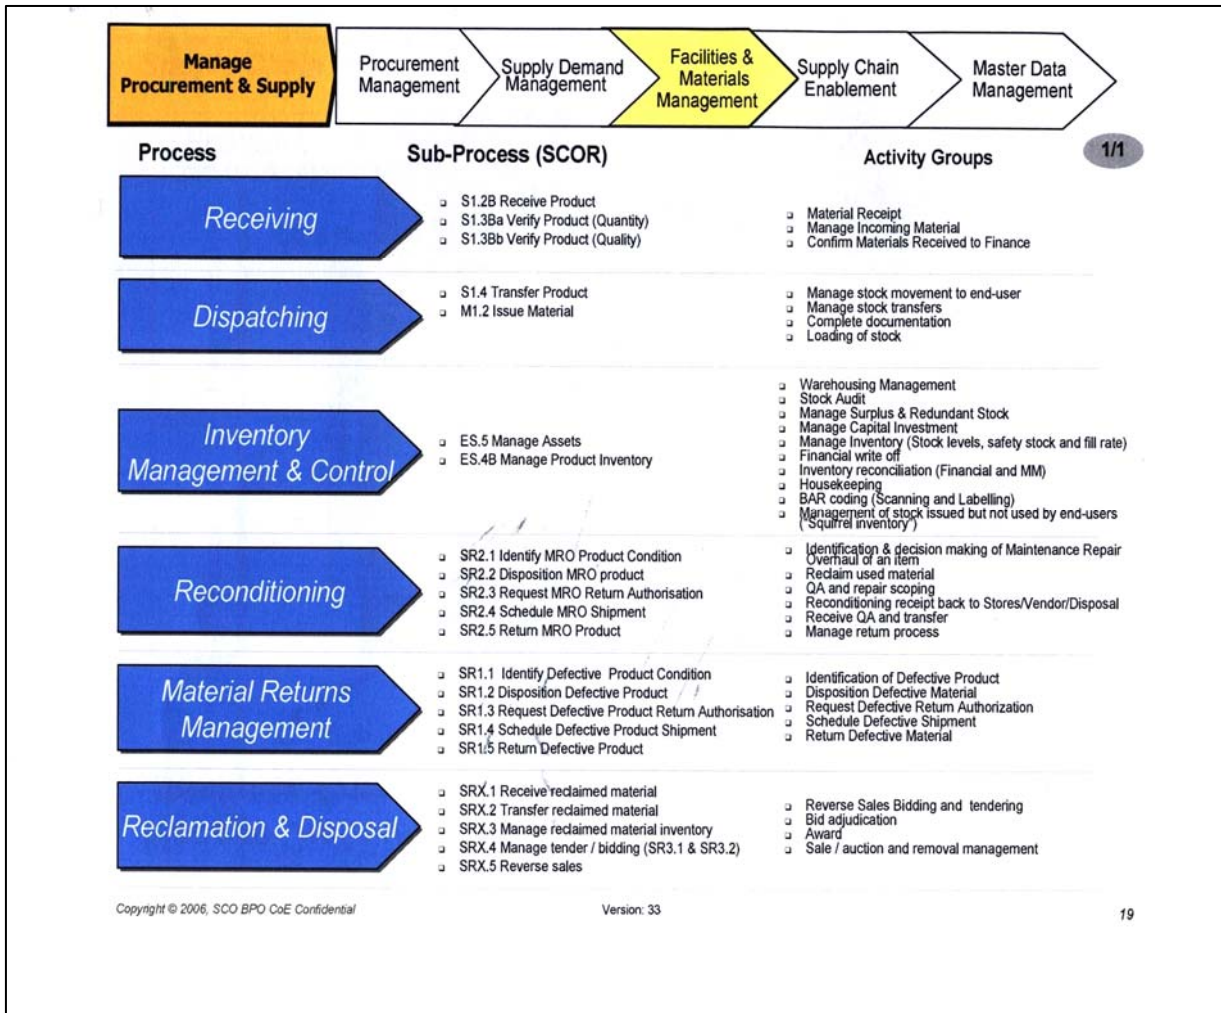 Manage
Procurement & Supply
Procurement
Management
Supply Demand
Management
Facilities &
Materials
Management
Supply Chain
Enablement
Master Data
Management
Process
Sub-Process (SCOR)
Activity Groups
1/1
Receiving
S1.2B Receive Product
S1.3Ba Verify Product (Quantity)
S1.3Bb Verify Product (Quality)
Material Receipt
Manage Incoming Material
Confirm Materials Received to Finance
Dispatching
S1.4 Transfer Product
M1.2 Issue Material
Manage stock movement to end-user
Manage stock transfers
Complete documentation
Loading of stock
Inventory
Management & Control
ES.5 Manage Assets
ES.4B Manage Product Inventory
Warehousing Management
Stock Audit
Manage Surplus & Redundant Stock
Manage Capital Investment
Manage Inventory (Stock levels, safety stock and fill rate)
Financial write off
Inventory reconciliation (Financial and MM)
Housekeeping
BAR coding (Scanning and Labelling)
Management of stock issued but not used by end-users
("Squirrel inventory")
Reconditioning
SR2.1 Identify MRO Product Condition
SR2.2 Disposition MRO product
SR2.3 Request MRO Return Authorisation
SR2.4 Schedule MRO Shipment
SR2.5 Return MRO Product
Identification & decision making of Maintenance Repair
Overhaul of an item
Reclaim used material
QA and repair scoping
Reconditioning receipt back to Stores/Vendor/Disposal
Receive QA and transfer
Manage return process
Material Returns
Management
SR1.1 Identify Defective Product Condition
SR1.2 Disposition Defective Product
SR1.3 Request Defective Product Return Authorisation
SR1.4 Schedule Defective Product Shipment
SR1.5 Return Defective Product
Identification of Defective Product
Disposition Defective Material
Request Defective Return Authorization
Schedule Defective Shipment
Return Defective Material
Reclamation & Disposal
SRX.1 Receive reclaimed material
SRX.2 Transfer reclaimed material
SRX.3 Manage reclaimed material inventory
SRX.4 Manage tender / bidding (SR3.1 & SR3.2)
SRX.5 Reverse sales
Reverse Sales Bidding and tendering
Bid adjudication
Award
Sale / auction and removal management
Copyright © 2006, SCO BPO CoE Confidential
Version: 33
19